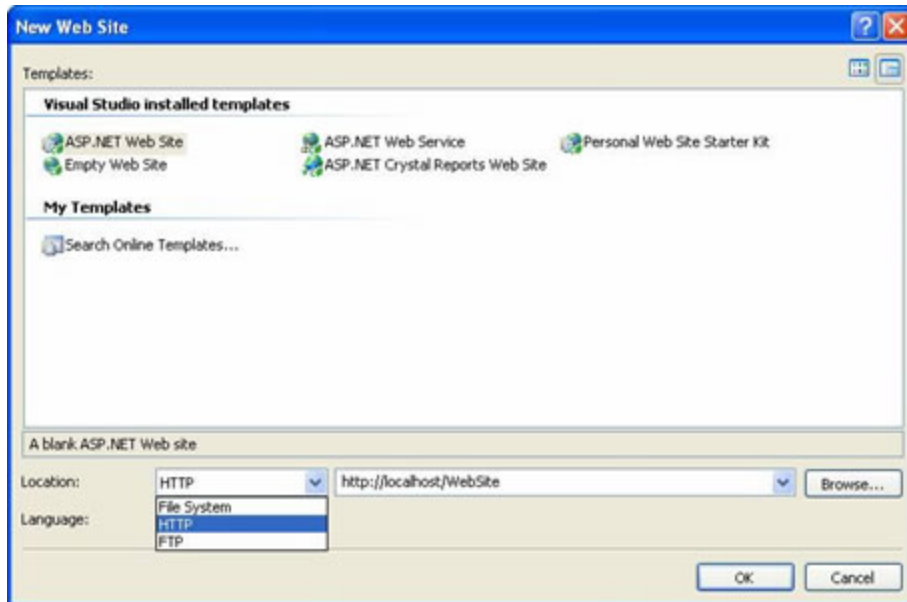 New Web Site
Templates:
Visual Studio installed templates
ASP.NET Web Site ASP.NET Web Service Personal Web Site Starter Kit
Empty Web Site ASP.NET Crystal Reports Web Site
My Templates
Search Online Templates...
A blank ASP.NET Web site
Location: HTTP http://localhost/WebSite Browse...
File System
Language: HTTP
FTP
OK Cancel